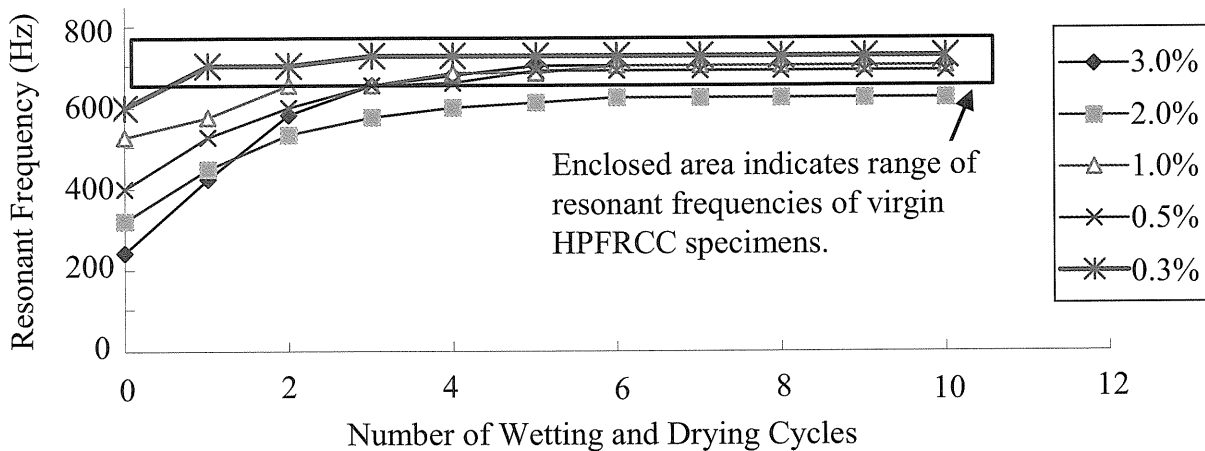 Resonant Frequency (Hz)
800
600
400
200
0
0 2 4 6 8 10 12
Number of Wetting and Drying Cycles
Enclosed area indicates range of
resonant frequencies of virgin
HPFRCC specimens.
3.0%
2.0%
1.0%
0.5%
0.3%